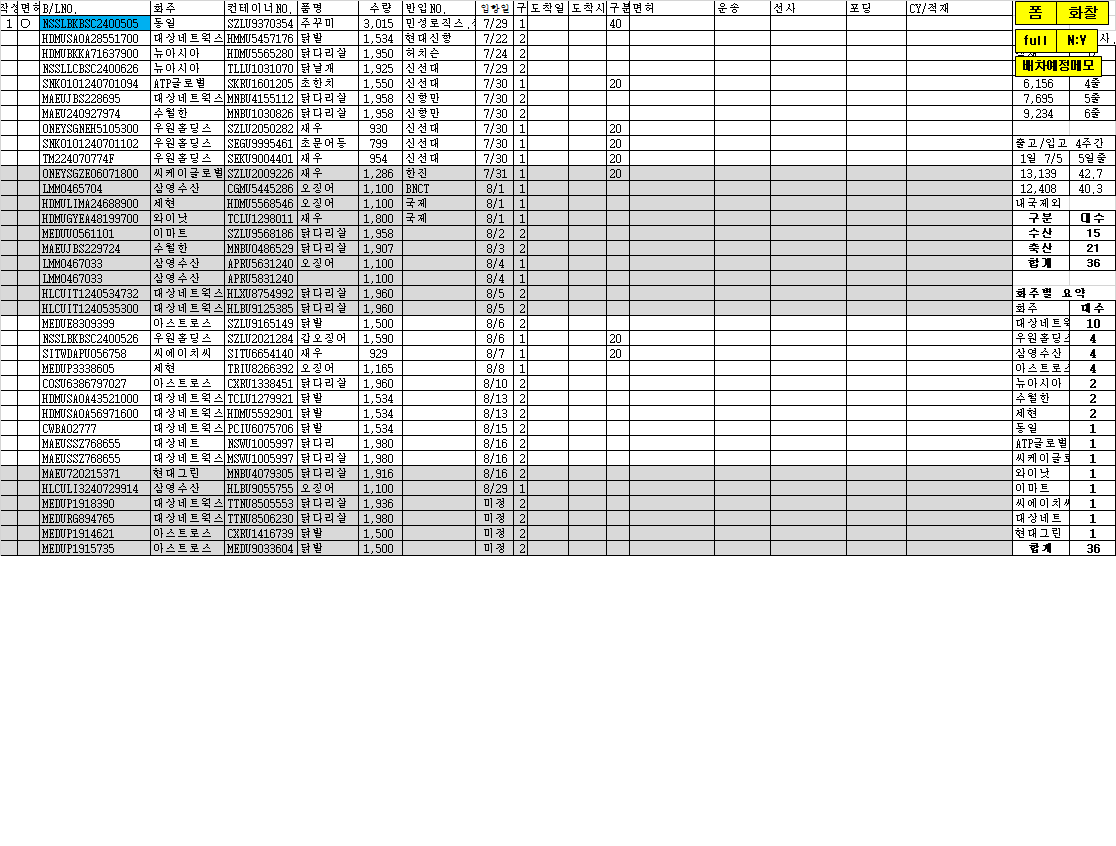 작성 면허 B/LNO. 화주 컨테이너NO. 품명 수량 반입NO. 입항일 구 도착일 도착시 구분 면허 운송 선사 포딩 CY/적재 폼 화찰
1 ○ NSSLBKBSC2400505 동일 SZLU9370354 주꾸미 3,015 민성로직스. 7/29 1 40
HDMUSAOA28551700 대상네트웍스 HMMU5457176 닭발 1,534 현대신항 7/22 2 full N:Y 사.
HDMUBKKA71637900 뉴아시아 HDMU5565280 닭다리살 1,950 허치슨 7/24 2
NSSLLCBSC2400626 뉴아시아 TLLU1031070 닭날개 1,925 신선대 7/29 2 배차예정메모
SNKO101240701094 ATP글로벌 SKRU1601205 초한치 1,550 신선대 7/30 1 20 6,156 4줄
MAEUJBS228695 대상네트웍스 MNBU4155112 닭다리살 1,958 신항만 7/30 2 7,695 5줄
MAEU240927974 수월한 MNBU1030826 닭다리살 1,958 신항만 7/30 2 9,234 6줄
ONEYSGNEH5105300 우원홀딩스 SZLU2050282 새우 930 신선대 7/30 1 20
SNKO101240701102 우원홀딩스 SEGU9995461 초문어등 799 신선대 7/30 1 20 출고/입고 4주간
TM224070774F 우원홀딩스 SEKU9004401 새우 954 신선대 7/30 1 20 1일 7/5 5일출
ONEYSGZE06071800 씨케이글로벌 SZLU2009226 새우 1,286 한진 7/31 1 20 13,139 42.7
LMM0465704 삼영수산 CGMU5445286 오징어 1,100 BNCT 8/1 1 12,408 40.3
HDMULIMA24688900 제현 HDMU5568546 오징어 1,100 국제 8/1 1 내국제외
HDMUGYEA48199700 와이낫 TCLU1298011 새우 1,800 국제 8/1 1 구분 대수
MEDUU0561101 이마트 SZLU9568186 닭다리살 1,958 8/2 2 수산 15
MAEUJBS229724 수월한 MNBU0486529 닭다리살 1,907 8/3 2 축산 21
LMM0467033 삼영수산 APRU5631240 오징어 1,100 8/4 1 합계 36
LMM0467033 삼영수산 APRU5831240 1,100 8/4 1
HLCUIT1240534732 대상네트웍스 HLXU8754992 닭다리살 1,960 8/5 2 화주별 요약
HLCUIT1240535300 대상네트웍스 HLBU9125385 닭다리살 1,960 8/5 2 화주 대수
MEDUE8309399 아스트로스 SZLU9165149 닭발 1,500 8/6 2 대상네트웍 10
NSSLBKBSC2400526 우원홀딩스 SZLU2021284 갑오징어 1,590 8/6 1 20 우원홀딩스 4
SITWDAPU056758 씨에이치씨 SITU6654140 새우 929 8/7 1 20 삼영수산 4
MEDUP3338605 제현 TRIU8266392 오징어 1,165 8/8 1 아스트로스 4
COSU6386797027 아스트로스 CXRU1338451 닭다리살 1,960 8/10 2 뉴아시아 2
HDMUSAOA43521000 대상네트웍스 TCLU1279921 닭발 1,534 8/13 2 수월한 2
HDMUSAOA56971600 대상네트웍스 HDMU5592901 닭발 1,534 8/13 2 제현 2
CWBA02777 대상네트웍스 PCIU6075706 닭발 1,534 8/15 2 동일 1
MAEUSSZ768655 대상네트 NSWU1005997 닭다리 1,980 8/16 2 ATP글로벌 1
MAEUSSZ768655 대상네트웍스 MSWU1005997 닭다리살 1,980 8/16 2 씨케이글로 1
MAEU720215371 현대그린 MNBU4079305 닭다리살 1,916 8/16 2 와이낫 1
HLCULI3240729914 삼영수산 HLBU9055755 오징어 1,100 8/29 1 이마트 1
MEDUP1918390 대상네트웍스 TTNU8505553 닭다리살 1,936 미정 2 씨에이치씨 1
MEDURG894765 대상네트웍스 TTNU8506230 닭다리살 1,980 미정 2 대상네트 1
MEDUP1914621 아스트로스 CXRU1416739 닭발 1,500 미정 2 현대그린 1
MEDUP1915735 아스트로스 MEDU9033604 닭발 1,500 미정 2 합계 36